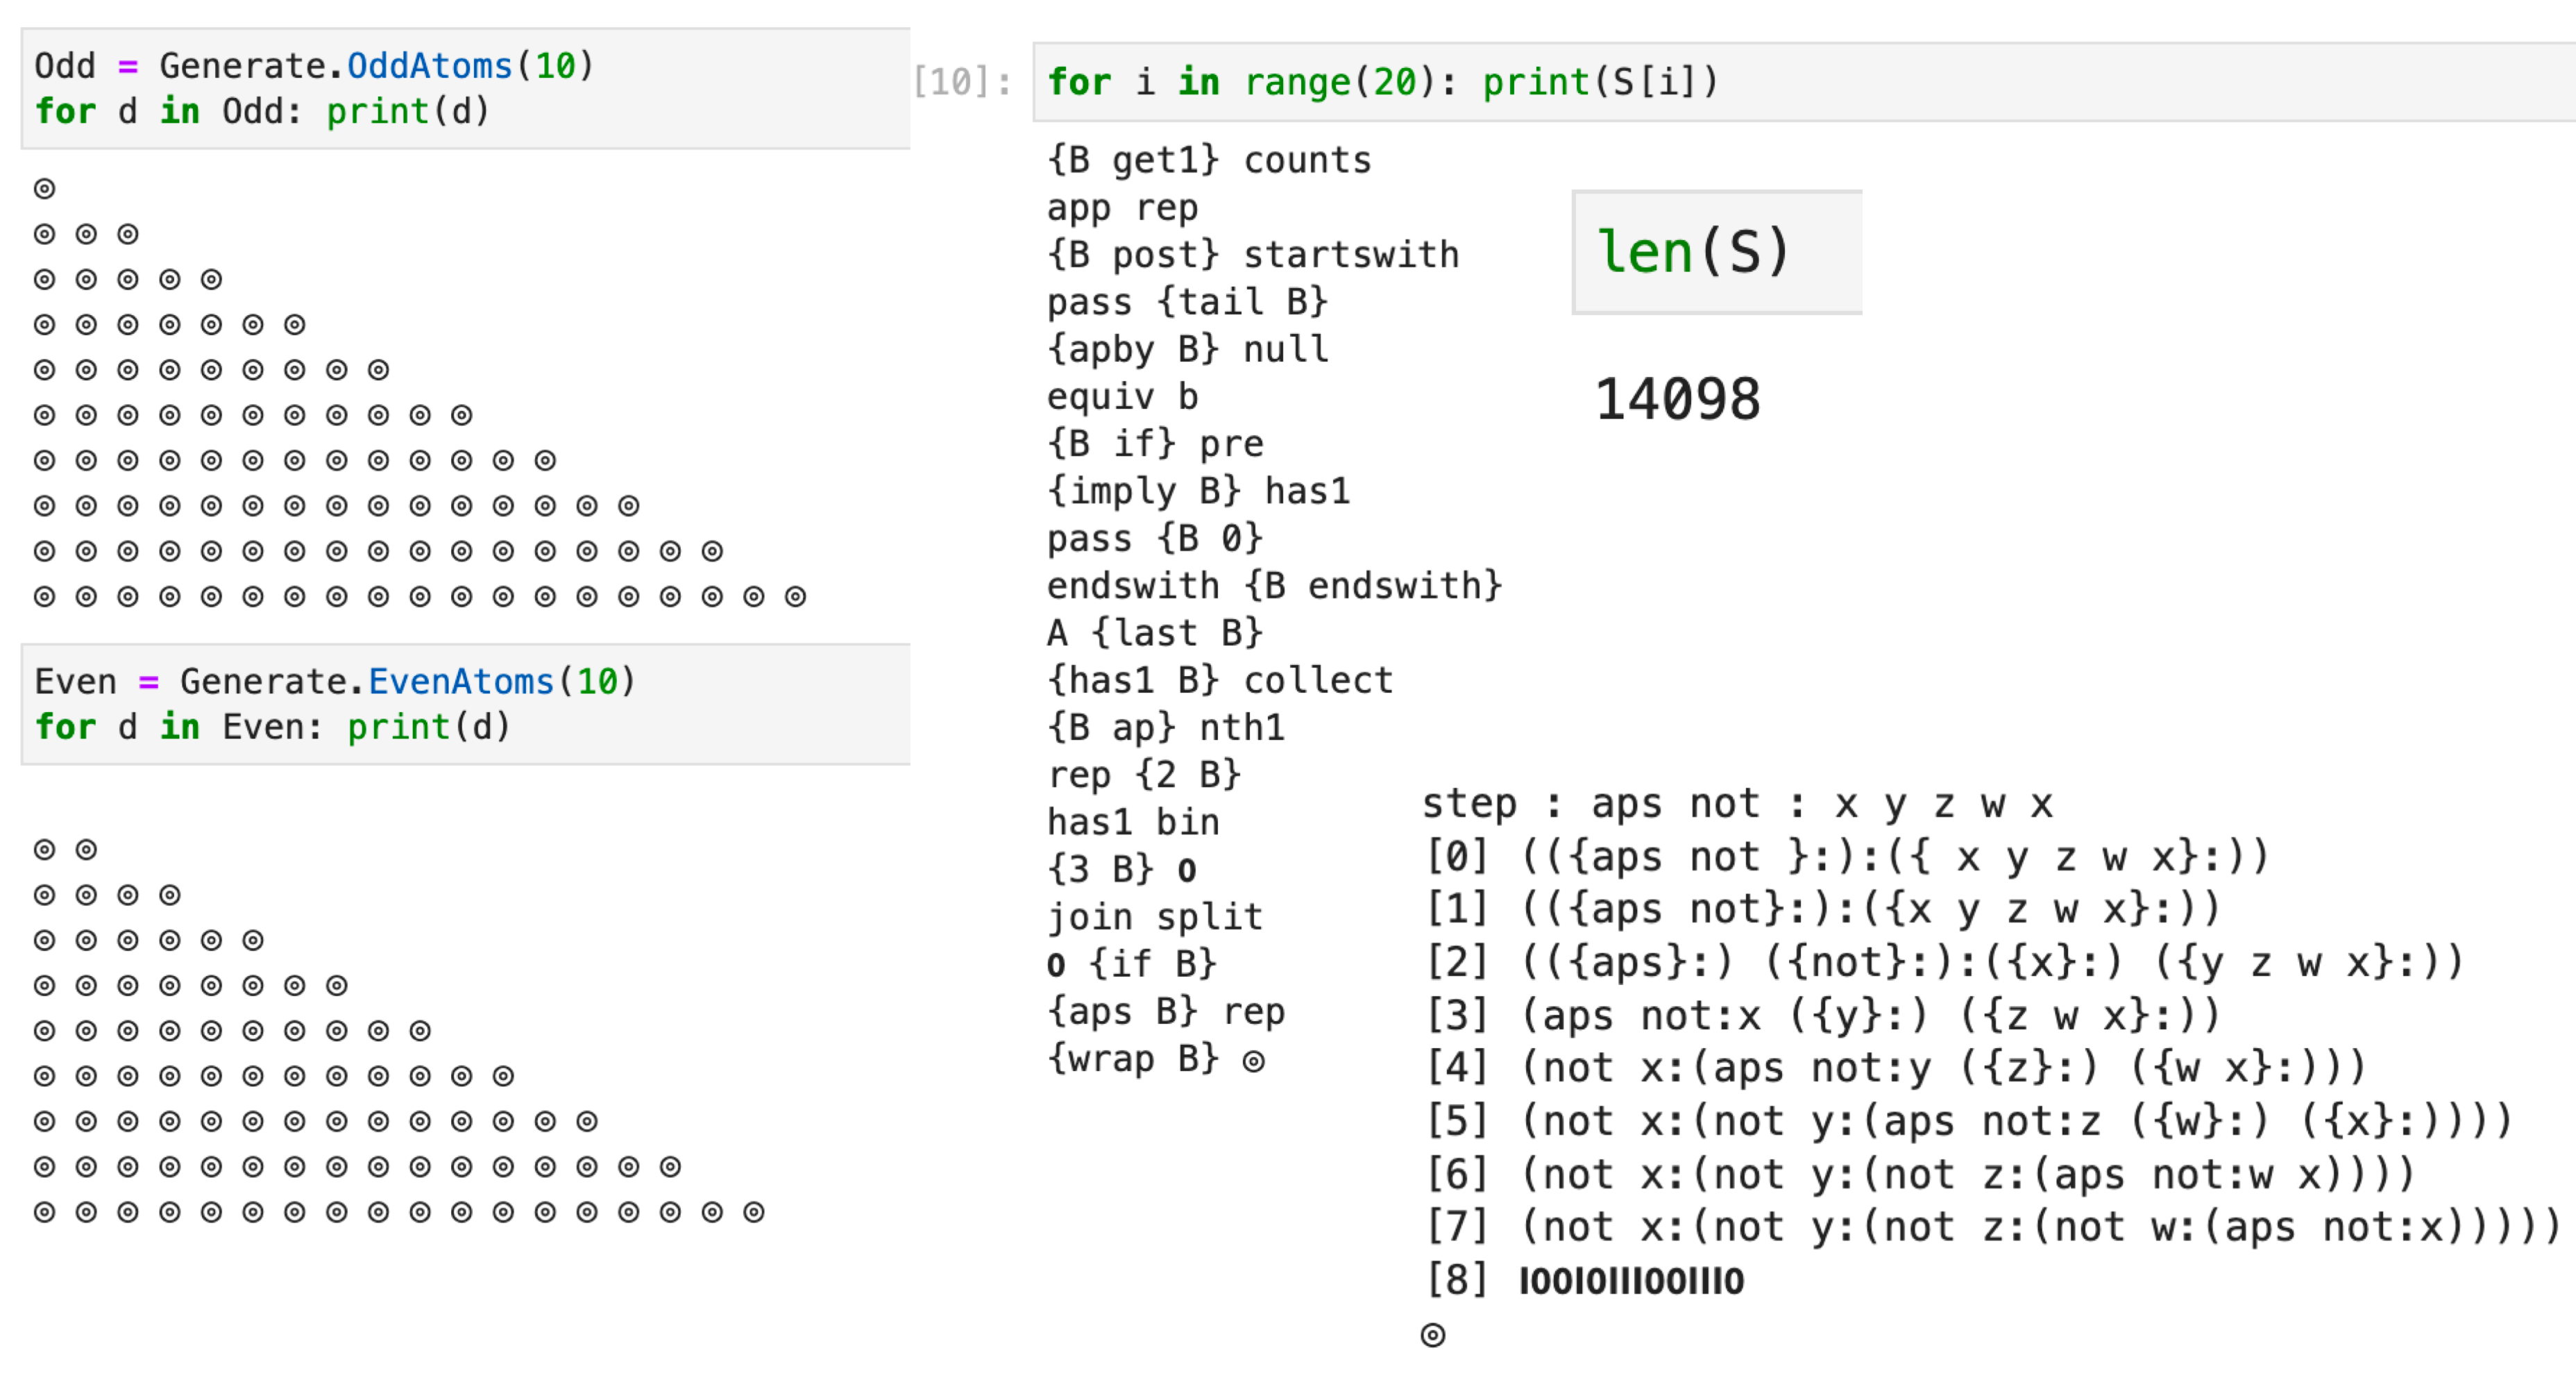 Odd = Generate.OddAtoms(10)
for d in Odd: print(d)
◎
◎ ◎ ◎
◎ ◎ ◎ ◎ ◎
◎ ◎ ◎ ◎ ◎ ◎ ◎
◎ ◎ ◎ ◎ ◎ ◎ ◎ ◎ ◎
◎ ◎ ◎ ◎ ◎ ◎ ◎ ◎ ◎ ◎ ◎
◎ ◎ ◎ ◎ ◎ ◎ ◎ ◎ ◎ ◎ ◎ ◎ ◎
◎ ◎ ◎ ◎ ◎ ◎ ◎ ◎ ◎ ◎ ◎ ◎ ◎ ◎ ◎
◎ ◎ ◎ ◎ ◎ ◎ ◎ ◎ ◎ ◎ ◎ ◎ ◎ ◎ ◎ ◎ ◎
◎ ◎ ◎ ◎ ◎ ◎ ◎ ◎ ◎ ◎ ◎ ◎ ◎ ◎ ◎ ◎ ◎ ◎ ◎
Even = Generate.EvenAtoms(10)
for d in Even: print(d)
◎ ◎
◎ ◎ ◎ ◎
◎ ◎ ◎ ◎ ◎ ◎
◎ ◎ ◎ ◎ ◎ ◎ ◎ ◎
◎ ◎ ◎ ◎ ◎ ◎ ◎ ◎ ◎ ◎
◎ ◎ ◎ ◎ ◎ ◎ ◎ ◎ ◎ ◎ ◎ ◎
◎ ◎ ◎ ◎ ◎ ◎ ◎ ◎ ◎ ◎ ◎ ◎ ◎ ◎
◎ ◎ ◎ ◎ ◎ ◎ ◎ ◎ ◎ ◎ ◎ ◎ ◎ ◎ ◎ ◎
◎ ◎ ◎ ◎ ◎ ◎ ◎ ◎ ◎ ◎ ◎ ◎ ◎ ◎ ◎ ◎ ◎ ◎
[10]: for i in range(20): print(S[i])
{B get1} counts
app rep
{B post} startswith
pass {tail B}
{apby B} null
equiv b
{B if} pre
{imply B} has1
pass {B 0}
endswith {B endswith}
A {last B}
{has1 B} collect
{B ap} nth1
rep {2 B}
has1 bin
{3 B} 𝗢
join split
𝗢 {if B}
{aps B} rep
{wrap B} ◎
len(S)
14098
step : aps not : x y z w x
[0] (({aps not }:):({ x y z w x}:))
[1] (({aps not}:):({x y z w x}:))
[2] (({aps}:) ({not}:):({x}:) ({y z w x}:))
[3] (aps not:x ({y}:) ({z w x}:))
[4] (not x:(aps not:y ({z}:) ({w x}:)))
[5] (not x:(not y:(aps not:z ({w}:) ({x}:))))
[6] (not x:(not y:(not z:(aps not:w x))))
[7] (not x:(not y:(not z:(not w:(aps not:x)))))
[8] 𝗜𝗢𝗢𝗜𝗢𝗜𝗜𝗜𝗢𝗢𝗜𝗜𝗜𝗢
◎